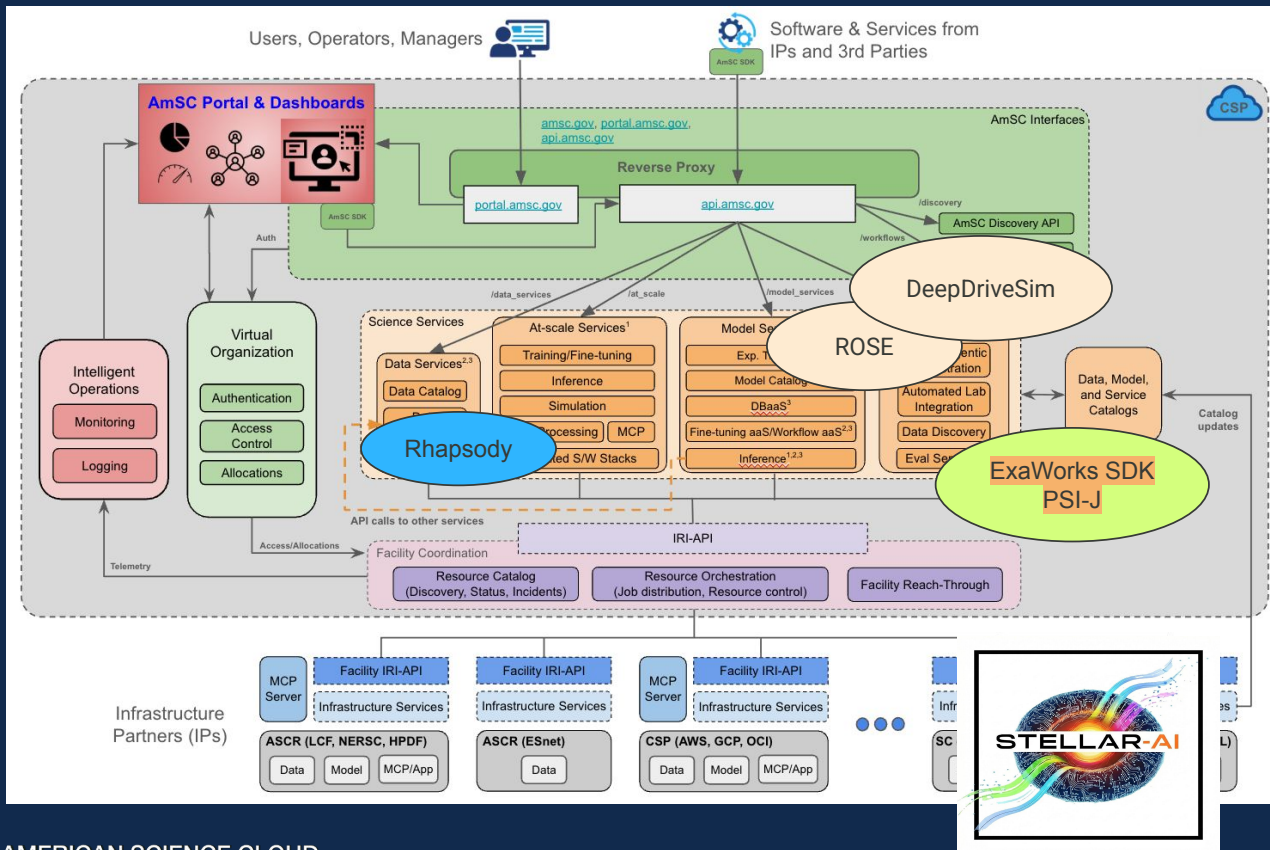 Users, Operators, Managers
Software & Services from
IPs and 3rd Parties
AmSC SDK
CSP
AmSC Portal & Dashboards
amsc.gov, portal.amsc.gov,
api.amsc.gov
AmSC Interfaces
Reverse Proxy
portal.amsc.gov
api.amsc.gov
/discovery
AmSC SDK
AmSC Discovery API
Auth
/workflows
DeepDriveSim
/data_services
/at_scale
/model_services
Science Services
At-scale Services1
Model
ROSE
Virtual
Organization
Training/Fine-tuning
Exp.
Data Services2,3
Inference
Model Catalog
Intelligent
Operations
Data Catalog
Automated Lab
Integration
Data, Model,
and Service
Catalogs
Authentication
Simulation
DBaaS3
Catalog
updates
Monitoring
Access
Control
Rhapsody
Processing
MCP
Fine-tuning aaS/Workflow aaS2,3
Data Discovery
Logging
Allocations
S/W Stacks
Inference1,2,3
Eval
ExaWorks SDK
PSI-J
API calls to other services
IRI-API
Access/Allocations
Facility Coordination
Telemetry
Resource Catalog
(Discovery, Status, Incidents)
Resource Orchestration
(Job distribution, Resource control)
Facility Reach-Through
MCP
Server
Facility IRI-API
Facility IRI-API
MCP
Server
Facility IRI-API
Infrastructure
Partners (IPs)
Infrastructure Services
Infrastructure Services
Infrastructure Services
STELLAR-AI
ASCR (LCF, NERSC, HPDF)
ASCR (ESnet)
CSP (AWS, GCP, OCI)
SC
Data
Model
MCP/App
Data
Data
Model
MCP/App
AMERICAN SCIENCE CLOUD